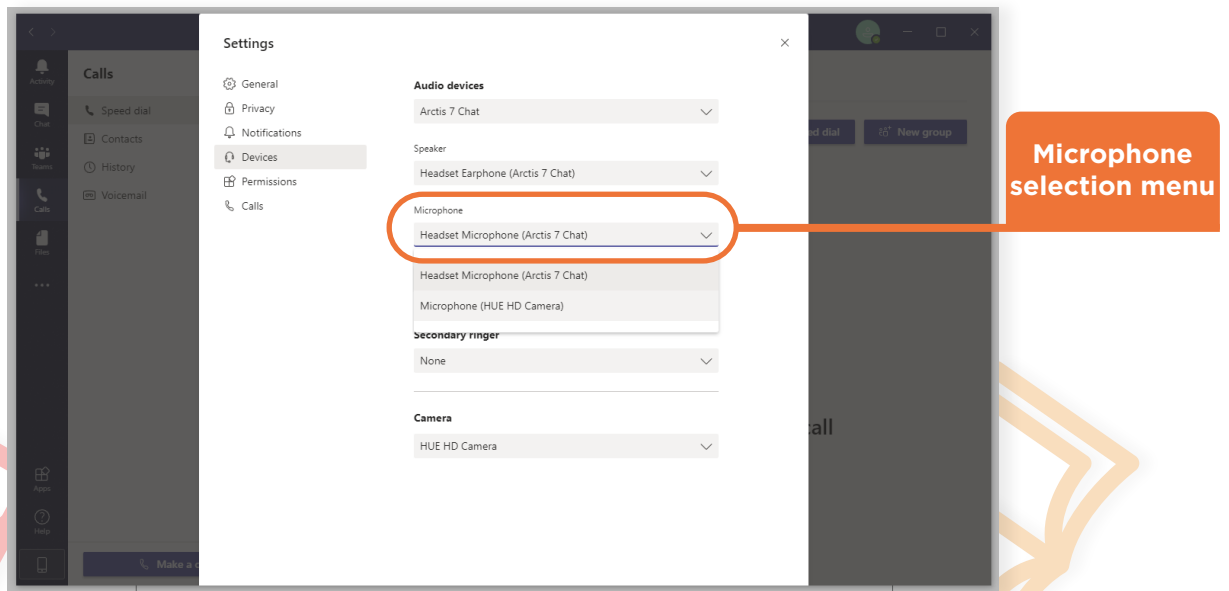 Settings
General
Privacy
Notifications
Devices
Permissions
Calls
Audio devices
Arctis 7 Chat
Speaker
Headset Earphone (Arctis 7 Chat)
Microphone
Headset Microphone (Arctis 7 Chat)
Headset Microphone (Arctis 7 Chat)
Microphone (HUE HD Camera)
Secondary ringer
None
Camera
HUE HD Camera
Microphone
selection menu
Activity
Chat
Teams
Calls
Files
Apps
Help
Calls
Speed dial
Contacts
History
Voicemail
Make a
dial
New group
call